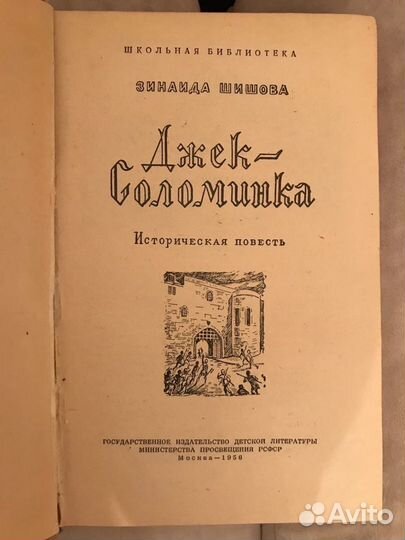 ШКОЛЬНАЯ БИБЛИОТЕКА
ЗИНАИДА ШИШОВА
Джек–
Соломинка
Историческая повесть
ГОСУДАРСТВЕННОЕ ИЗДАТЕЛЬСТВО ДЕТСКОЙ ЛИТЕРАТУРЫ
МИНИСТЕРСТВА ПРОСВЕЩЕНИЯ РСФСР
Москва—1958
Avito